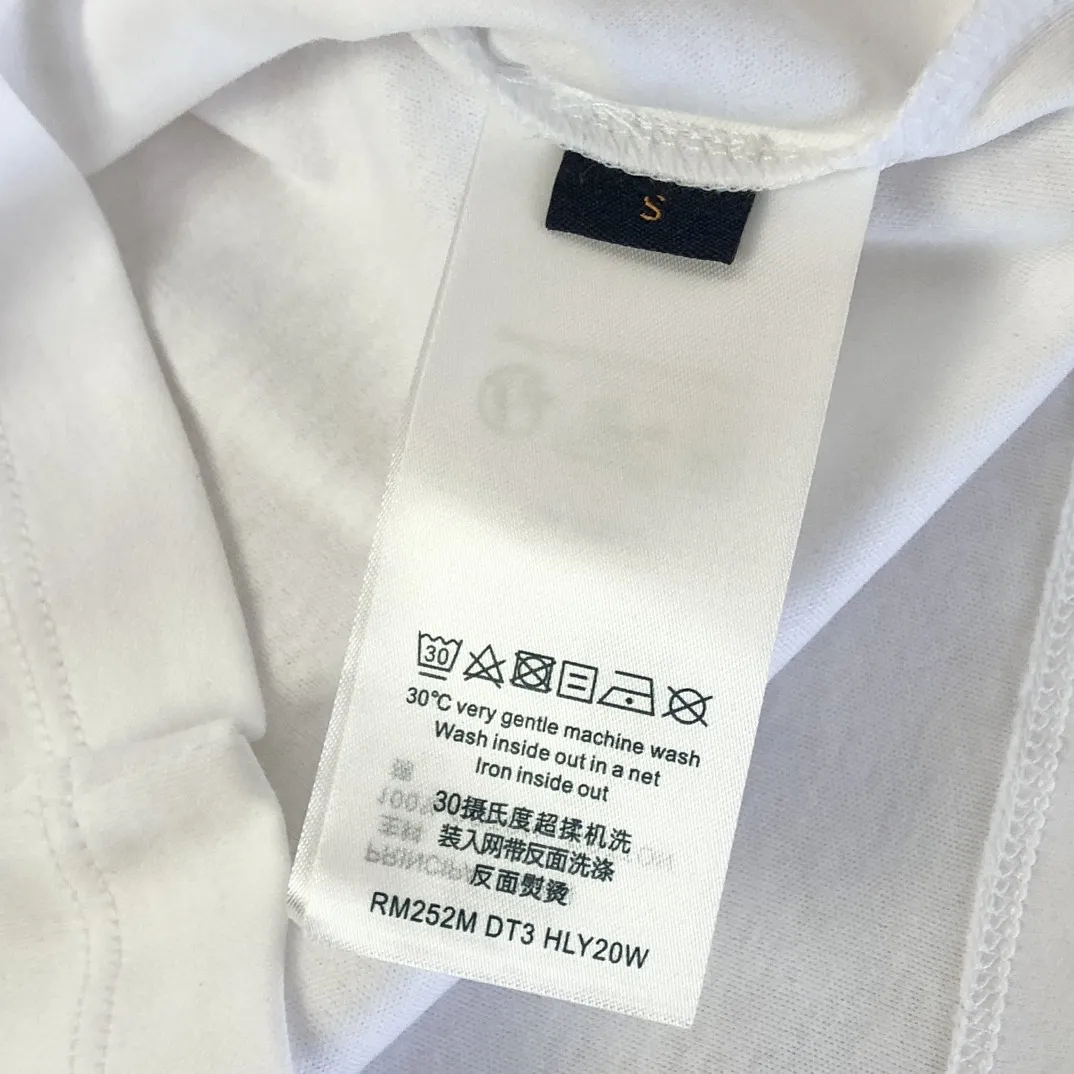 S
30
30°C very gentle machine wash
Wash inside out in a net
Iron inside out
30摄氏度超揉机洗
装入网带反面洗涤
反面熨烫
RM252M DT3 HLY20W